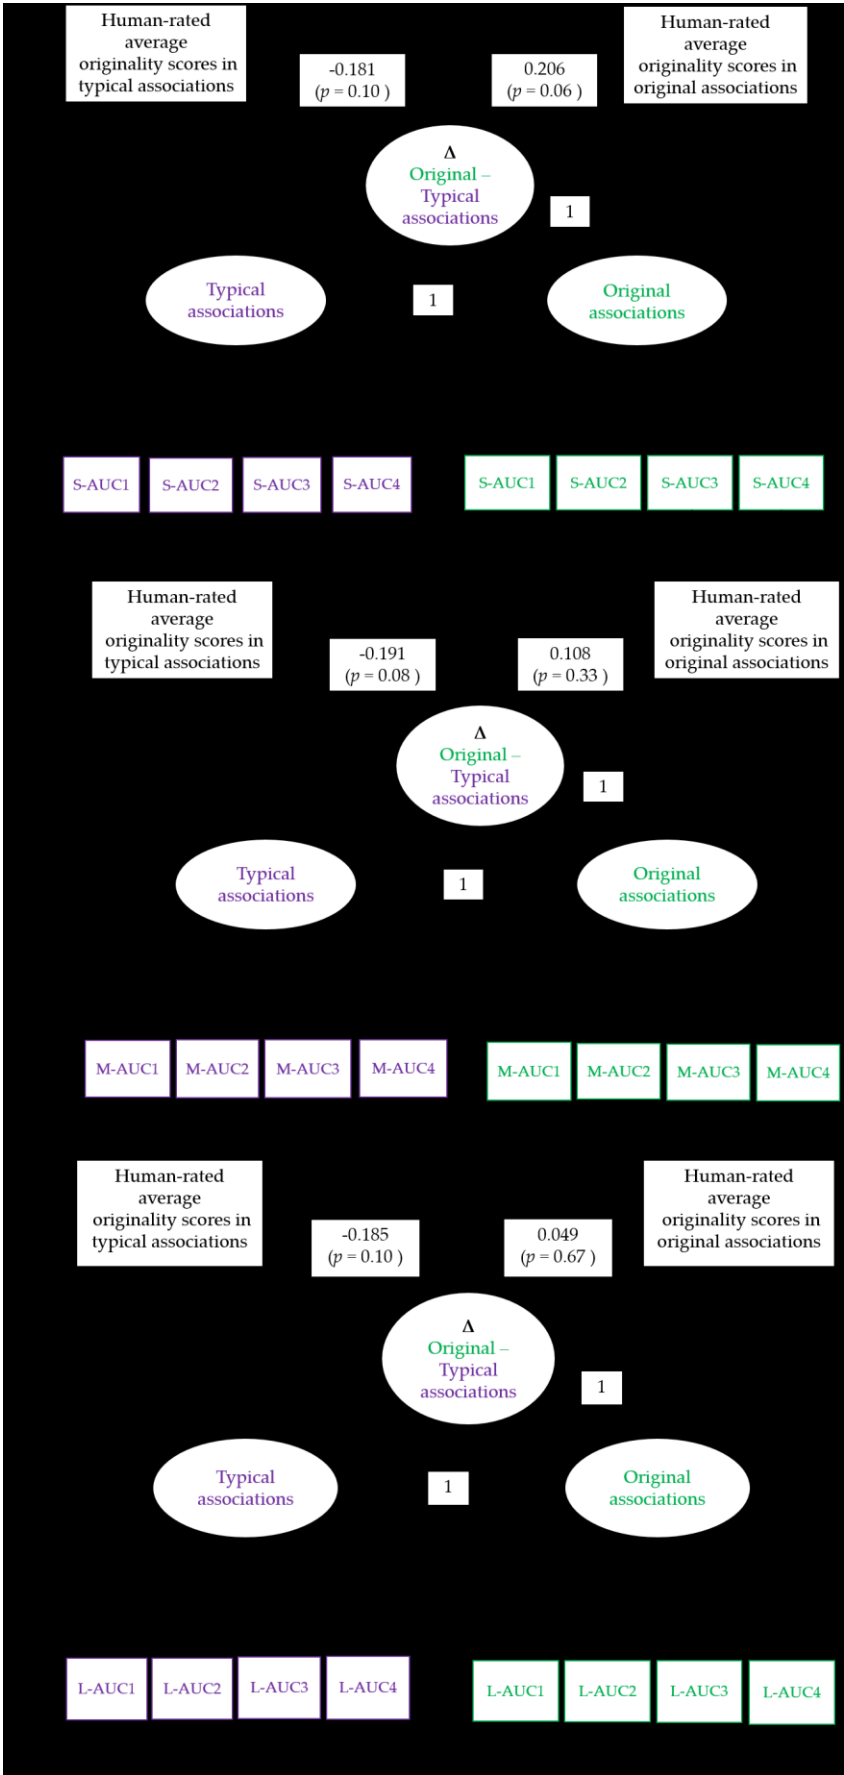 Human-rated
average
originality scores in
typical associations
-0.181
(p = 0.10 )
0.206
(p = 0.06 )
Human-rated
average
originality scores in
original associations
Δ
Original –
Typical
associations
1
Typical
associations
1
Original
associations
S-AUC1
S-AUC2
S-AUC3
S-AUC4
S-AUC1
S-AUC2
S-AUC3
S-AUC4
Human-rated
average
originality scores in
typical associations
-0.191
(p = 0.08 )
0.108
(p = 0.33 )
Human-rated
average
originality scores in
original associations
Δ
Original –
Typical
associations
1
Typical
associations
1
Original
associations
M-AUC1
M-AUC2
M-AUC3
M-AUC4
M-AUC1
M-AUC2
M-AUC3
M-AUC4
Human-rated
average
originality scores in
typical associations
-0.185
(p = 0.10 )
0.049
(p = 0.67 )
Human-rated
average
originality scores in
original associations
Δ
Original –
Typical
associations
1
Typical
associations
1
Original
associations
L-AUC1
L-AUC2
L-AUC3
L-AUC4
L-AUC1
L-AUC2
L-AUC3
L-AUC4